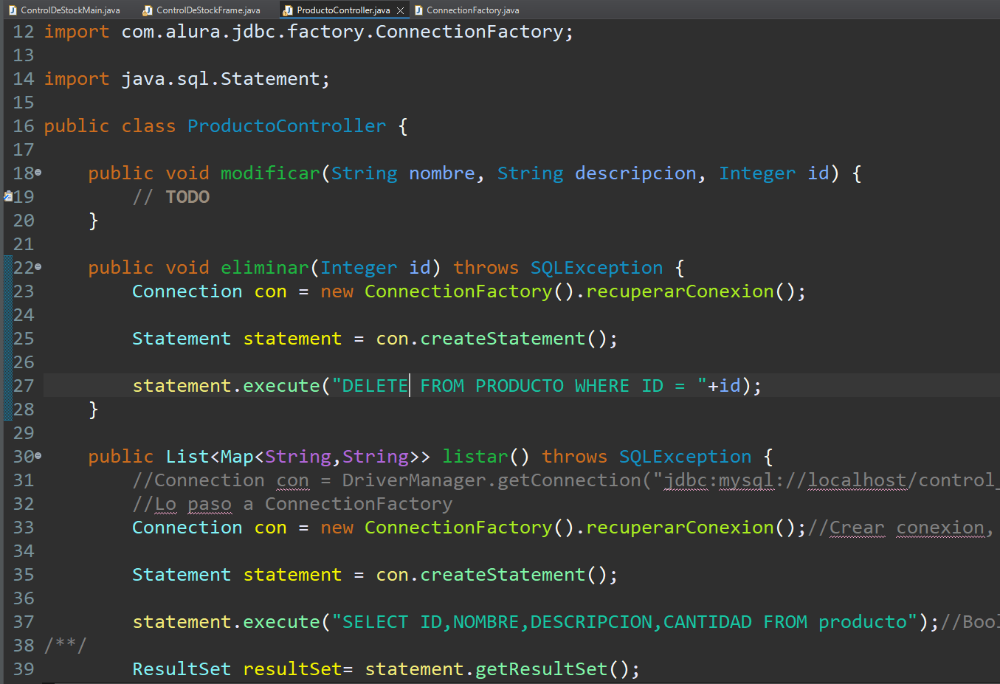 ControlDeStockMain.java ControlDeStockFrame.java ProductoController.java ConnectionFactory.java
12 import com.alura.jdbc.factory.ConnectionFactory;
13
14 import java.sql.Statement;
15
16 public class ProductoController {
17
18 public void modificar(String nombre, String descripcion, Integer id) {
19 // TODO
20 }
21
22 public void eliminar(Integer id) throws SQLException {
23 Connection con = new ConnectionFactory().recuperarConexion();
24
25 Statement statement = con.createStatement();
26
27 statement.execute("DELETE FROM PRODUCTO WHERE ID = "+id);
28 }
29
30 public List<Map<String,String>> listar() throws SQLException {
31 //Connection con = DriverManager.getConnection("jdbc:mysql://localhost/control_
32 //Lo paso a ConnectionFactory
33 Connection con = new ConnectionFactory().recuperarConexion();//Crear conexion,
34
35 Statement statement = con.createStatement();
36
37 statement.execute("SELECT ID,NOMBRE,DESCRIPCION,CANTIDAD FROM producto");//Bool
38 /**/
39 ResultSet resultSet= statement.getResultSet();